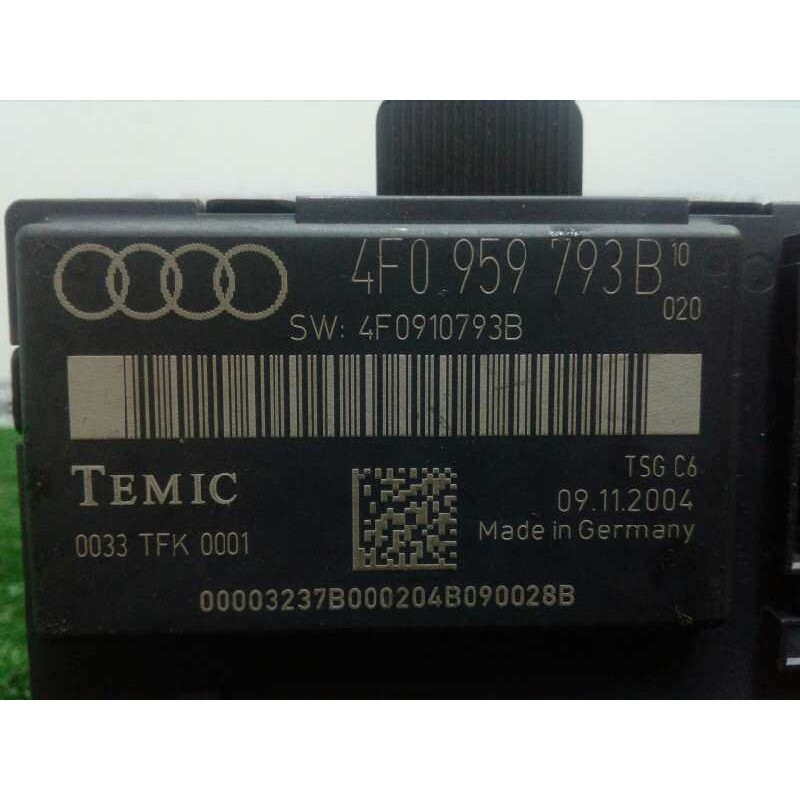 4F0 959 793B 10
020
SW: 4F0910793B
TEMIC
TSG C6
09.11.2004
0033 TFK 0001
Made in Germany
00003237B000204B090028B